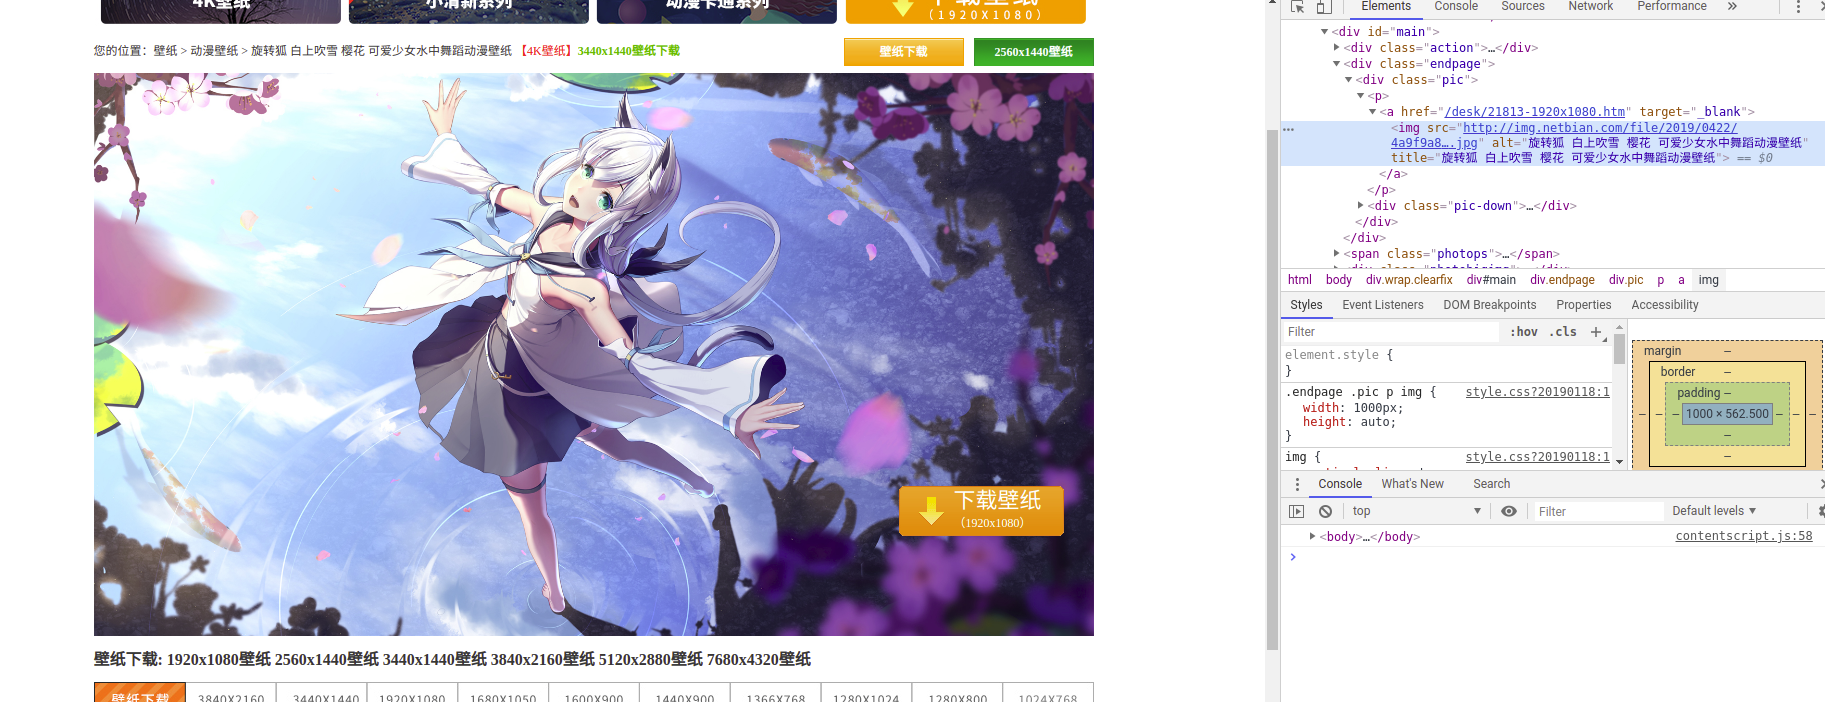 4K壁纸
小清新系列
动漫卡通系列
下载壁纸
(1920X1080)
您的位置：壁纸 > 动漫壁纸 > 旋转狐 白上吹雪 樱花 可爱少女水中舞蹈动漫壁纸 【4K壁纸】3440x1440壁纸下载
壁纸下载
2560x1440壁纸
下载壁纸
(1920x1080)
壁纸下载: 1920x1080壁纸 2560x1440壁纸 3440x1440壁纸 3840x2160壁纸 5120x2880壁纸 7680x4320壁纸
壁纸下载 3840X2160 3440X1440 1920X1080 1680X1050 1600X900 1440X900 1366X768 1280X1024 1280X800 1024X768
Elements Console Sources Network Performance »
<div id="main">
<div class="action">…</div>
<div class="endpage">
<div class="pic">
<p>
<a href="/desk/21813-1920x1080.htm" target="_blank">
<img src="http://img.netbian.com/file/2019/0422/
4a9f9a8….jpg" alt="旋转狐 白上吹雪 樱花 可爱少女水中舞蹈动漫壁纸"
title="旋转狐 白上吹雪 樱花 可爱少女水中舞蹈动漫壁纸"> == $0
</a>
</p>
<div class="pic-down">…</div>
</div>
</div>
<span class="photops">…</span>
html body div.wrap.clearfix div#main div.endpage div.pic p a img
Styles Event Listeners DOM Breakpoints Properties Accessibility
Filter :hov .cls +
element.style {
}
.endpage .pic p img { style.css?20190118:1
width: 1000px;
height: auto;
}
img { style.css?20190118:1
margin –
border –
padding –
– – – 1000 × 562.500 – – –
–
–
Console What's New Search
top Filter Default levels
<body>…</body> contentscript.js:58